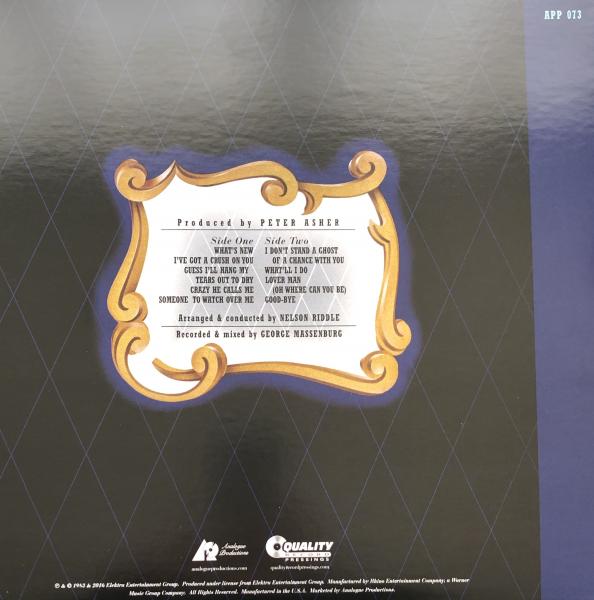 APP 073
Produced by PETER ASHER
Side One
WHAT'S NEW
I'VE GOT A CRUSH ON YOU
GUESS I'LL HANG MY
TEARS OUT TO DRY
CRAZY HE CALLS ME
SOMEONE TO WATCH OVER ME
Side Two
I DON'T STAND A GHOST
OF A CHANCE WITH YOU
WHAT'LL I DO
LOVER MAN
(OH WHERE CAN YOU BE)
GOOD-BYE
Arranged & conducted by NELSON RIDDLE
Recorded & mixed by GEORGE MASSENBURG
Analogue
Productions
analogueproductions.com
QUALITY
RECORD
PRESSINGS
qualityrecordpressings.com
℗ & © 1983 & 2016 Elektra Entertainment Group. Produced under license from Elektra Entertainment Group. Manufactured by Rhino Entertainment Company, a Warner
Music Group Company. All Rights Reserved. Manufactured in the U.S.A. Marketed by Analogue Productions.